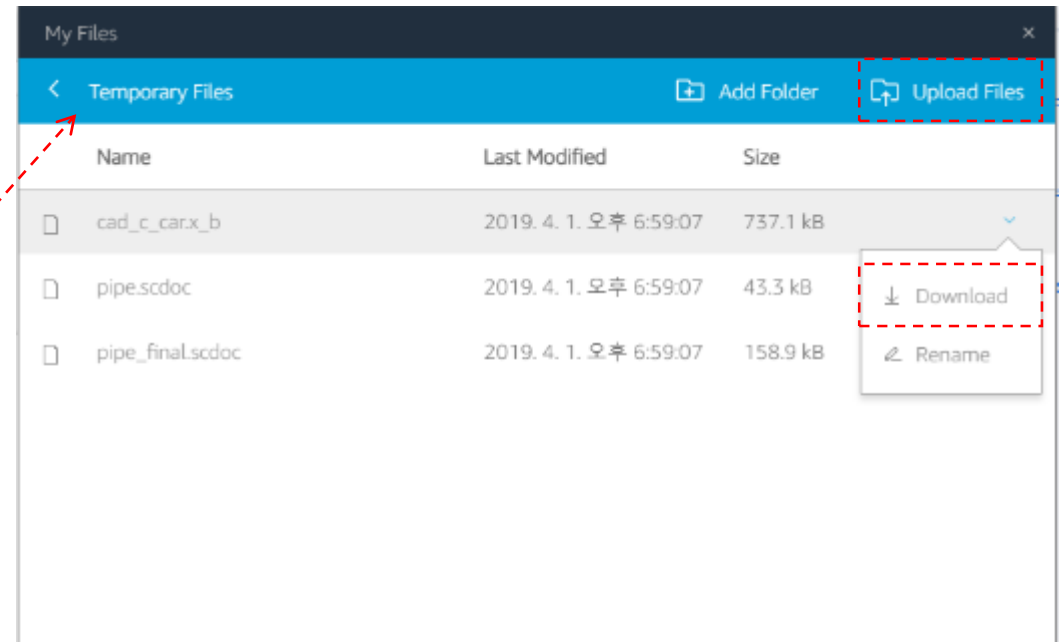 My Files
Temporary Files Add Folder Upload Files
Name Last Modified Size
cad_c_car.x_b 2019. 4. 1. 오후 6:59:07 737.1 kB
pipe.scdoc 2019. 4. 1. 오후 6:59:07 43.3 kB
Download
pipe_final.scdoc 2019. 4. 1. 오후 6:59:07 158.9 kB
Rename